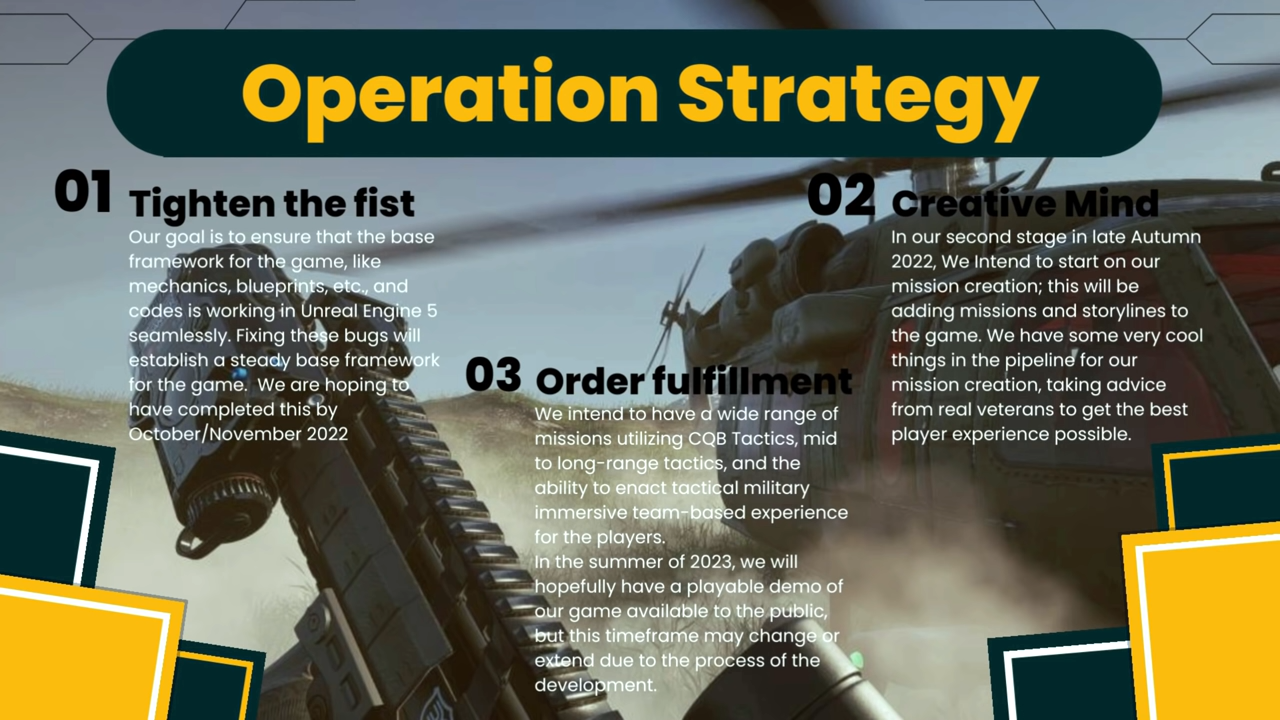 Operation Strategy
01 Tighten the fist
Our goal is to ensure that the base
framework for the game, like
mechanics, blueprints, etc., and
codes is working in Unreal Engine 5
seamlessly. Fixing these bugs will
establish a steady base framework
for the game.  We are hoping to
have completed this by
October/November 2022
02 Creative Mind
In our second stage in late Autumn
2022, We Intend to start on our
mission creation; this will be
adding missions and storylines to
the game. We have some very cool
things in the pipeline for our
mission creation, taking advice
from real veterans to get the best
player experience possible.
03 Order fulfillment
We intend to have a wide range of
missions utilizing CQB Tactics, mid
to long-range tactics, and the
ability to enact tactical military
immersive team-based experience
for the players.
In the summer of 2023, we will
hopefully have a playable demo of
our game available to the public,
but this timeframe may change or
extend due to the process of the
development.